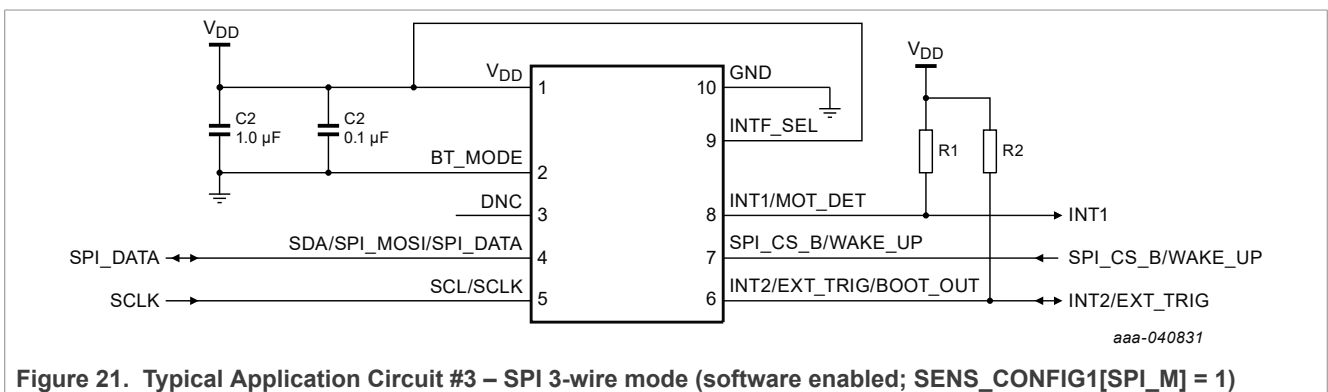 VDD
VDD
VDD
1
10
GND
C2
1.0 µF
C2
0.1 µF
INTF_SEL
9
R1
R2
BT_MODE
2
DNC
3
INT1/MOT_DET
8
INT1
SPI_DATA
SDA/SPI_MOSI/SPI_DATA
4
SPI_CS_B/WAKE_UP
7
SPI_CS_B/WAKE_UP
SCLK
SCL/SCLK
5
INT2/EXT_TRIG/BOOT_OUT
6
INT2/EXT_TRIG
aaa-040831
Figure 21. Typical Application Circuit #3 – SPI 3-wire mode (software enabled; SENS_CONFIG1[SPI_M] = 1)